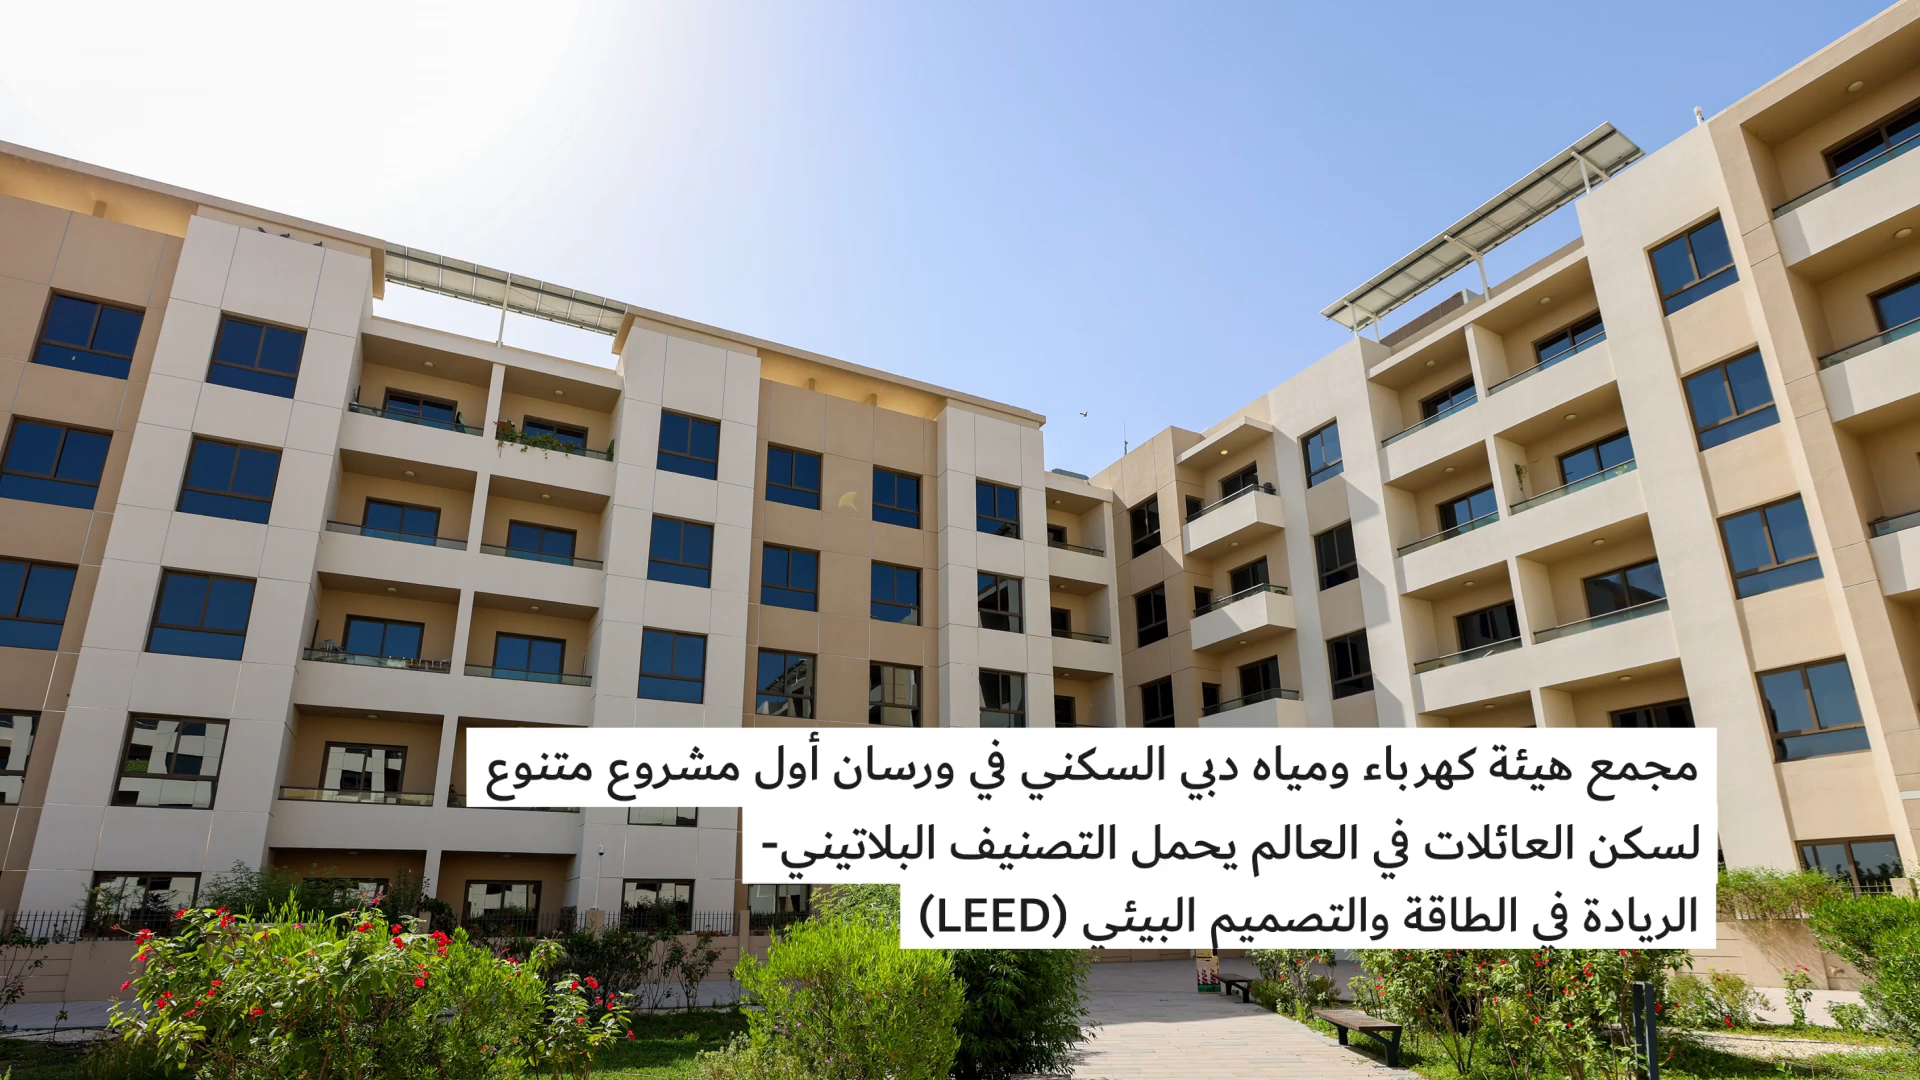 مجمع هيئة كهرباء ومياه دبي السكني في ورسان أول مشروع متنوع
لسكن العائلات في العالم يحمل التصنيف البلاتيني-
الريادة في الطاقة والتصميم البيئي (LEED)